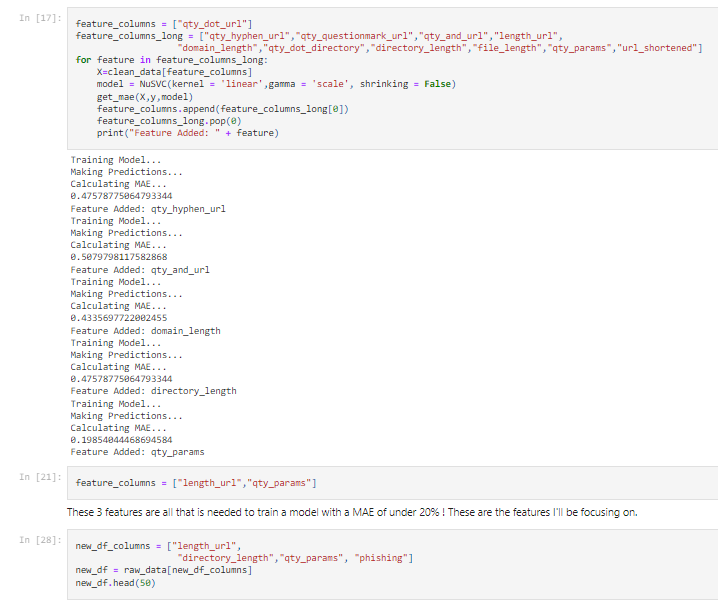 In [17]:
feature_columns = ["qty_dot_url"]
feature_columns_long = ["qty_hyphen_url","qty_questionmark_url","qty_and_url","length_url",
"domain_length","qty_dot_directory","directory_length","file_length","qty_params","url_shortened"]
for feature in feature_columns_long:
X=clean_data[feature_columns]
model = NuSVC(kernel = 'linear',gamma = 'scale', shrinking = False)
get_mae(X,y,model)
feature_columns.append(feature_columns_long[0])
feature_columns_long.pop(0)
print("Feature Added: " + feature)
Training Model...
Making Predictions...
Calculating MAE...
0.47578775064793344
Feature Added: qty_hyphen_url
Training Model...
Making Predictions...
Calculating MAE...
0.5079798117582868
Feature Added: qty_and_url
Training Model...
Making Predictions...
Calculating MAE...
0.4335697722002455
Feature Added: domain_length
Training Model...
Making Predictions...
Calculating MAE...
0.47578775064793344
Feature Added: directory_length
Training Model...
Making Predictions...
Calculating MAE...
0.19854044468694584
Feature Added: qty_params
In [21]:
feature_columns = ["length_url","qty_params"]
These 3 features are all that is needed to train a model with a MAE of under 20% ! These are the features I'll be focusing on.
In [28]:
new_df_columns = ["length_url",
"directory_length","qty_params", "phishing"]
new_df = raw_data[new_df_columns]
new_df.head(50)